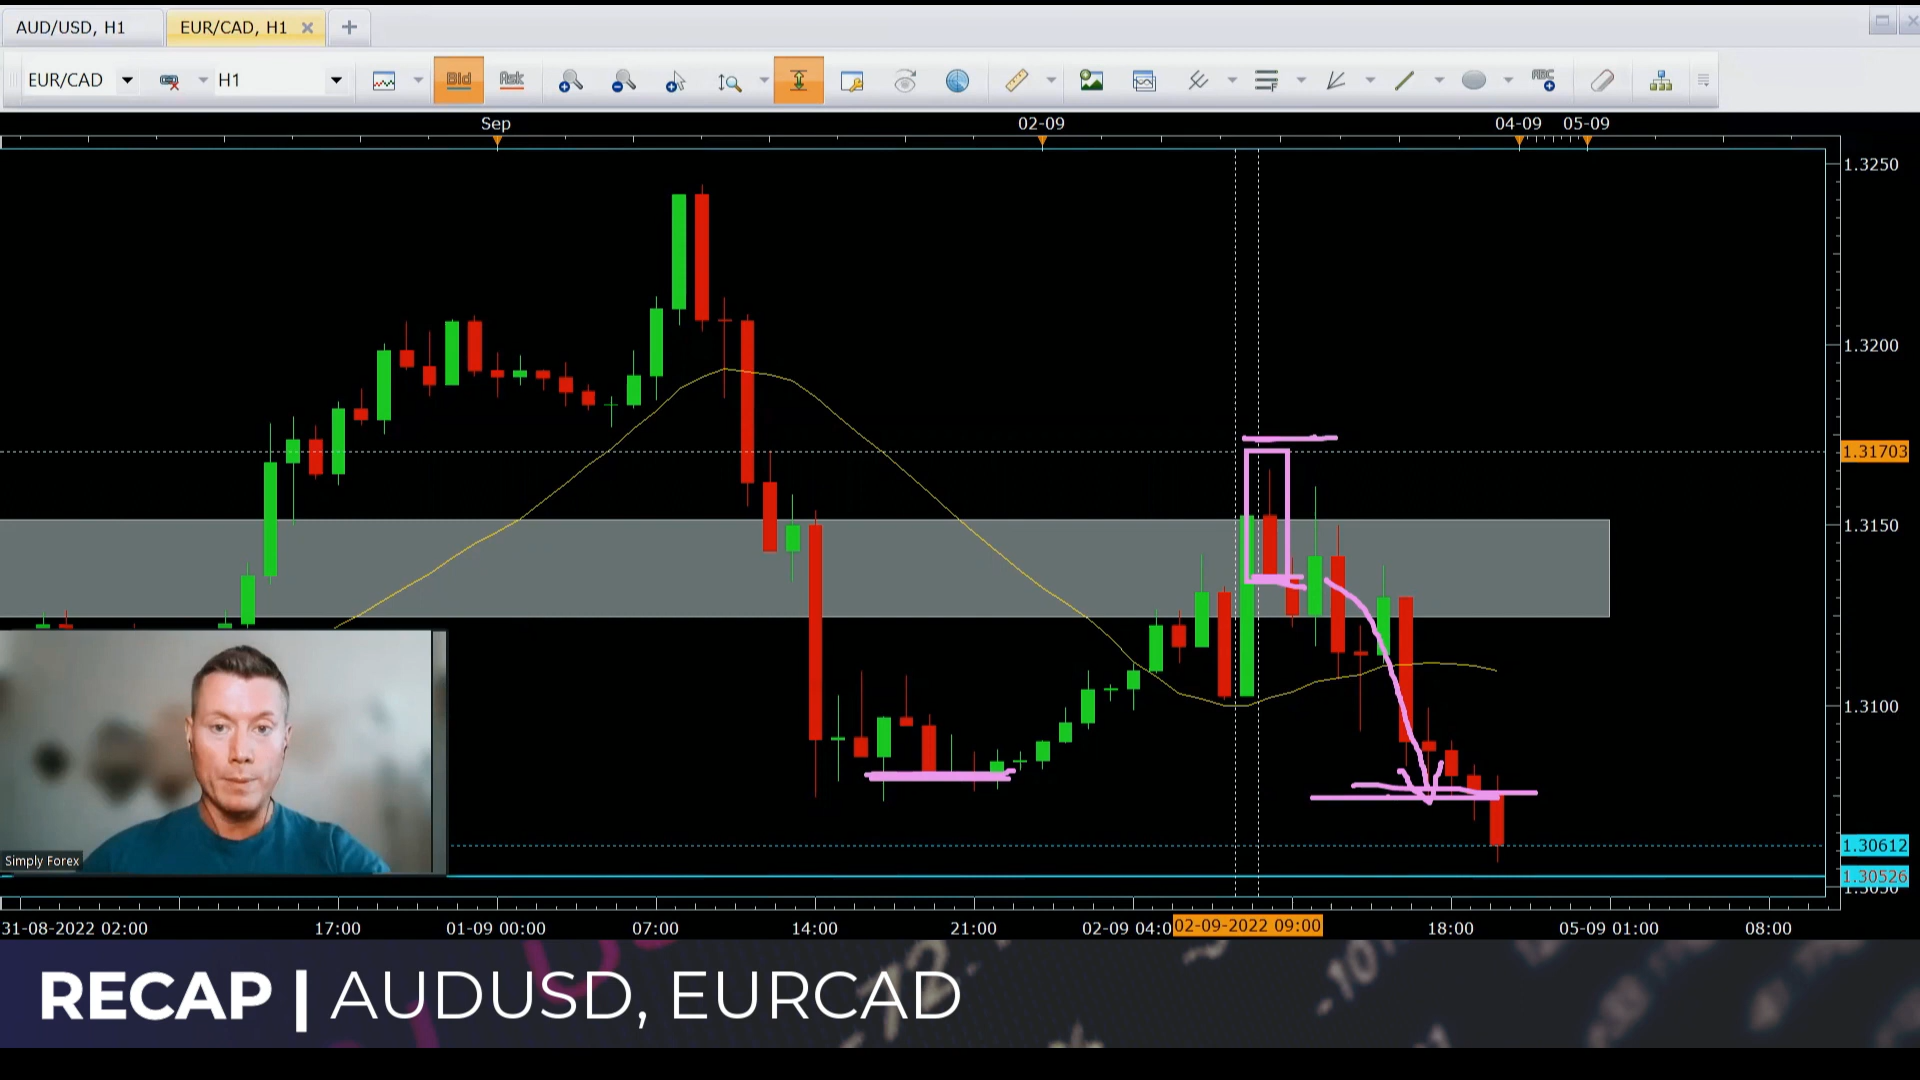 AUD/USD, H1 EUR/CAD, H1
EUR/CAD H1 Bid Ask ABC
Sep 02-09 04-09 05-09
1.3250
1.3200
1.31703
1.3150
1.3100
1.30612
1.30526
Simply Forex
31-08-2022 02:00 17:00 01-09 00:00 07:00 14:00 21:00 02-09 04:0 02-09-2022 09:00 18:00 05-09 01:00 08:00
RECAP | AUDUSD, EURCAD